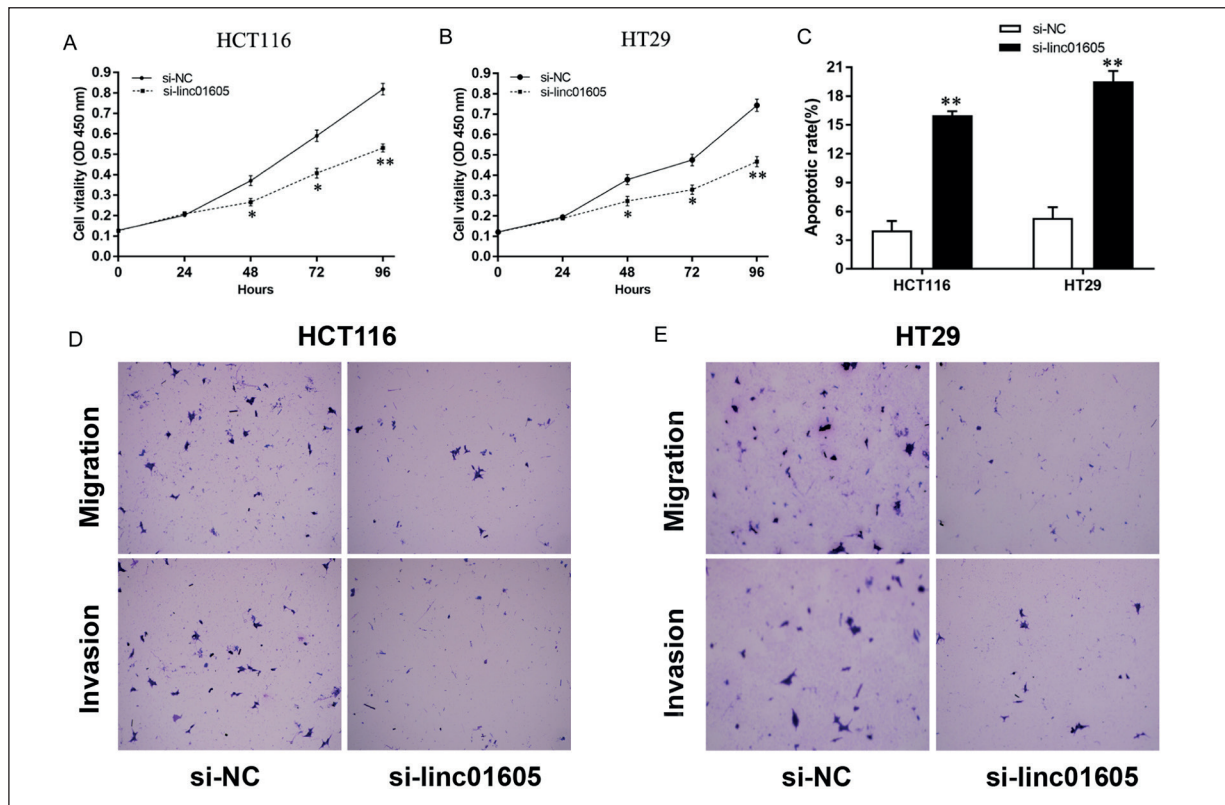 A
HCT116
si-NC
si-linc01605
Cell vitality (OD 450 nm)
0.9
0.8
0.7
0.6
0.5
0.4
0.3
0.2
0.1
0.0
*
*
**
0 24 48 72 96
Hours
B
HT29
si-NC
si-linc01605
Cell vitality (OD 450 nm)
0.9
0.8
0.7
0.6
0.5
0.4
0.3
0.2
0.1
0.0
*
*
**
0 24 48 72 96
Hours
C
si-NC
si-linc01605
Apoptotic rate(%)
21
18
15
12
9
6
3
0
**
**
HCT116 HT29
D
HCT116
Migration
Invasion
si-NC si-linc01605
E
HT29
Migration
Invasion
si-NC si-linc01605